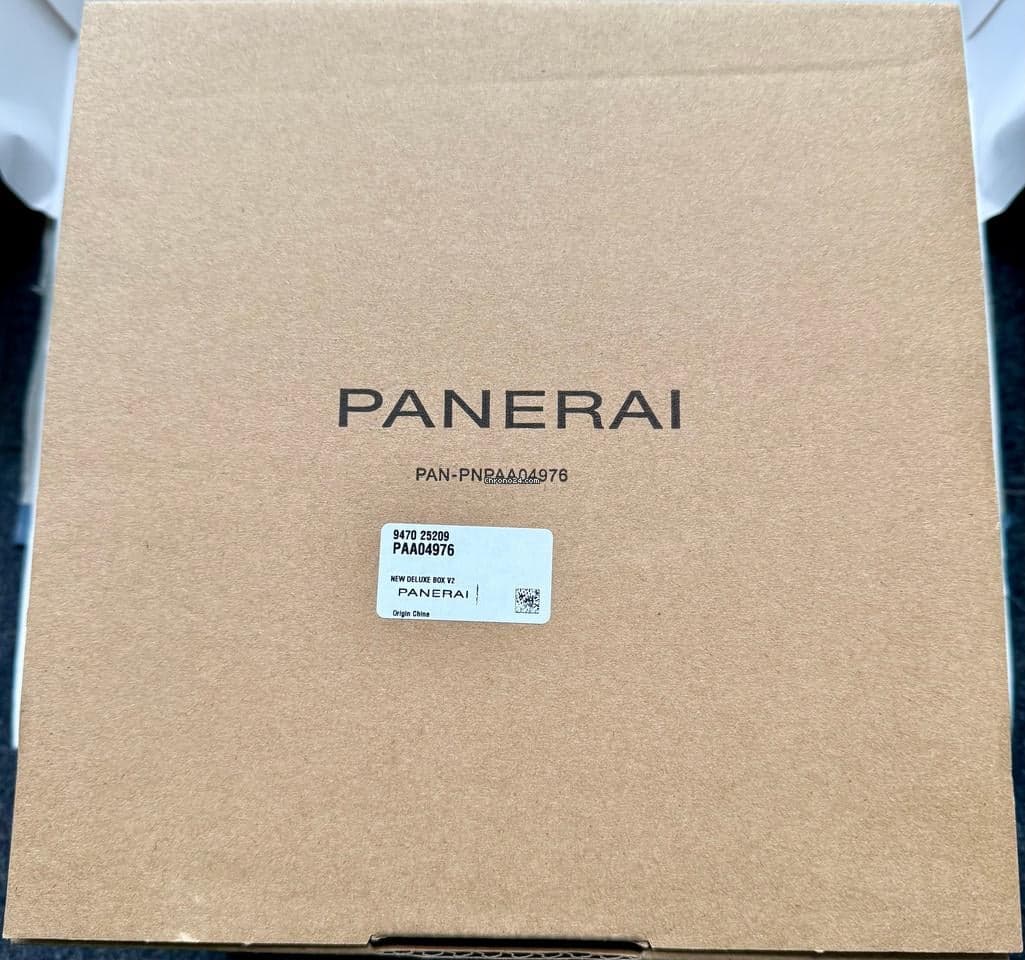 PANERAI
PAN-PNPAA04976
Chrono24.com
9470 25209
PAA04976
NEW DELUXE BOX V2
PANERAI
Origin China